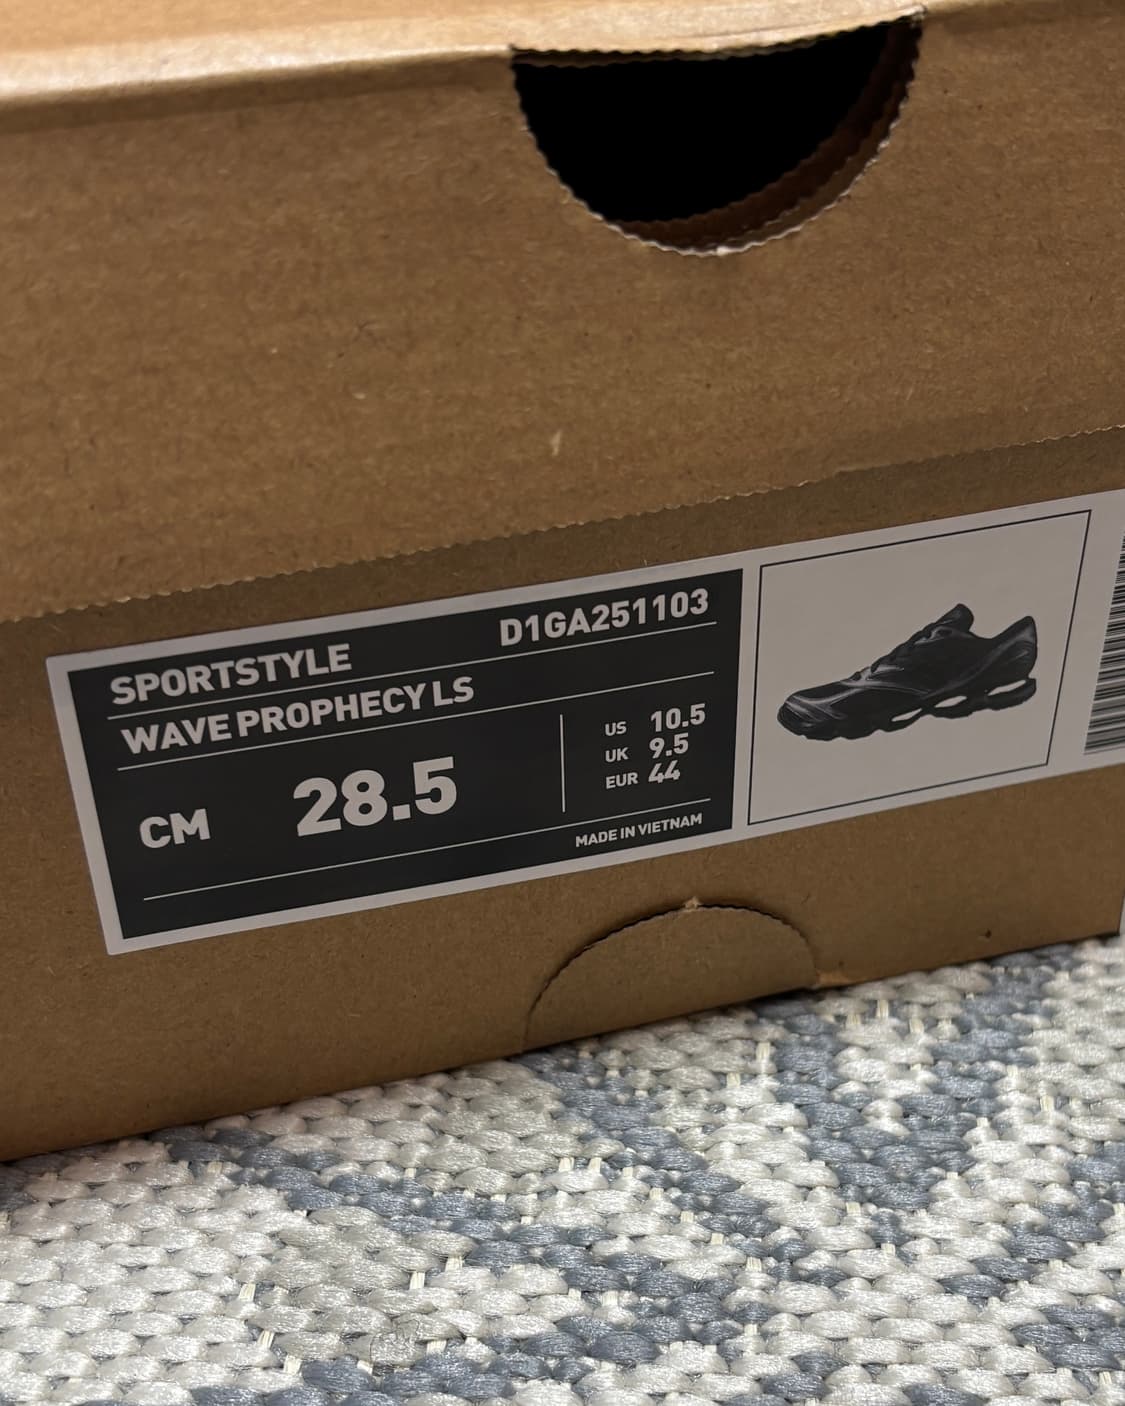 SPORTSTYLE D1GA251103
WAVE PROPHECY LS
CM 28.5
US 10.5
UK 9.5
EUR 44
MADE IN VIETNAM